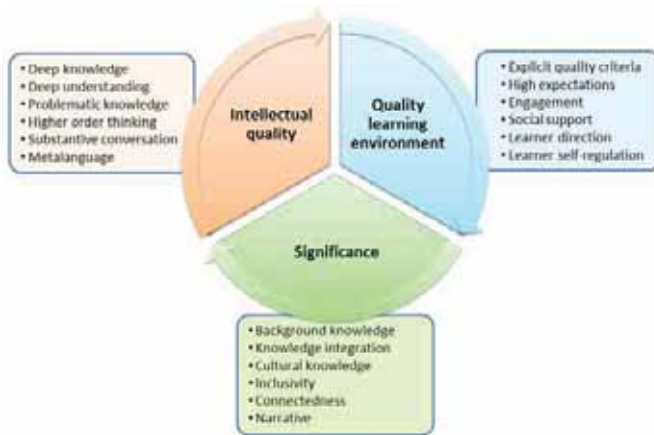 • Deep knowledge
• Deep understanding
• Problematic knowledge
• Higher order thinking
• Substantive conversation
• Metalanguage
Intellectual
quality
Quality
learning
environment
• Explicit quality criteria
• High expectations
• Engagement
• Social support
• Learner direction
• Learner self-regulation
Significance
• Background knowledge
• Knowledge integration
• Cultural knowledge
• Inclusivity
• Connectedness
• Narrative